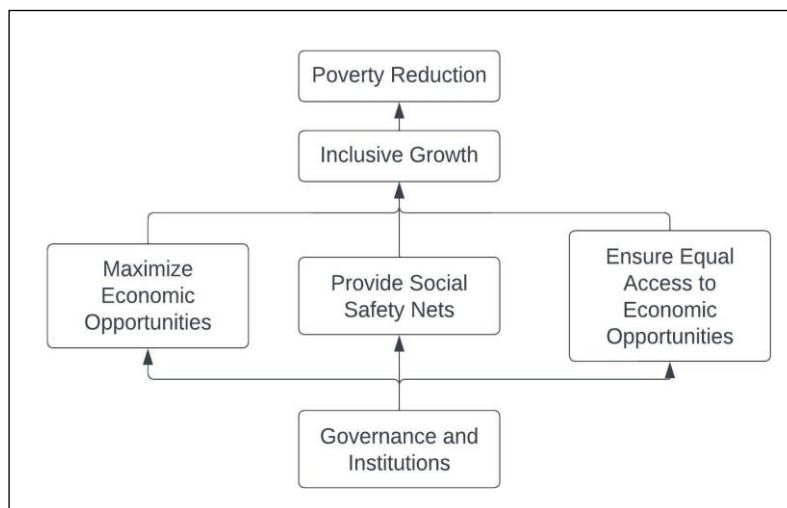 Poverty Reduction
Inclusive Growth
Maximize
Economic
Opportunities
Provide Social
Safety Nets
Ensure Equal
Access to
Economic
Opportunities
Governance and
Institutions